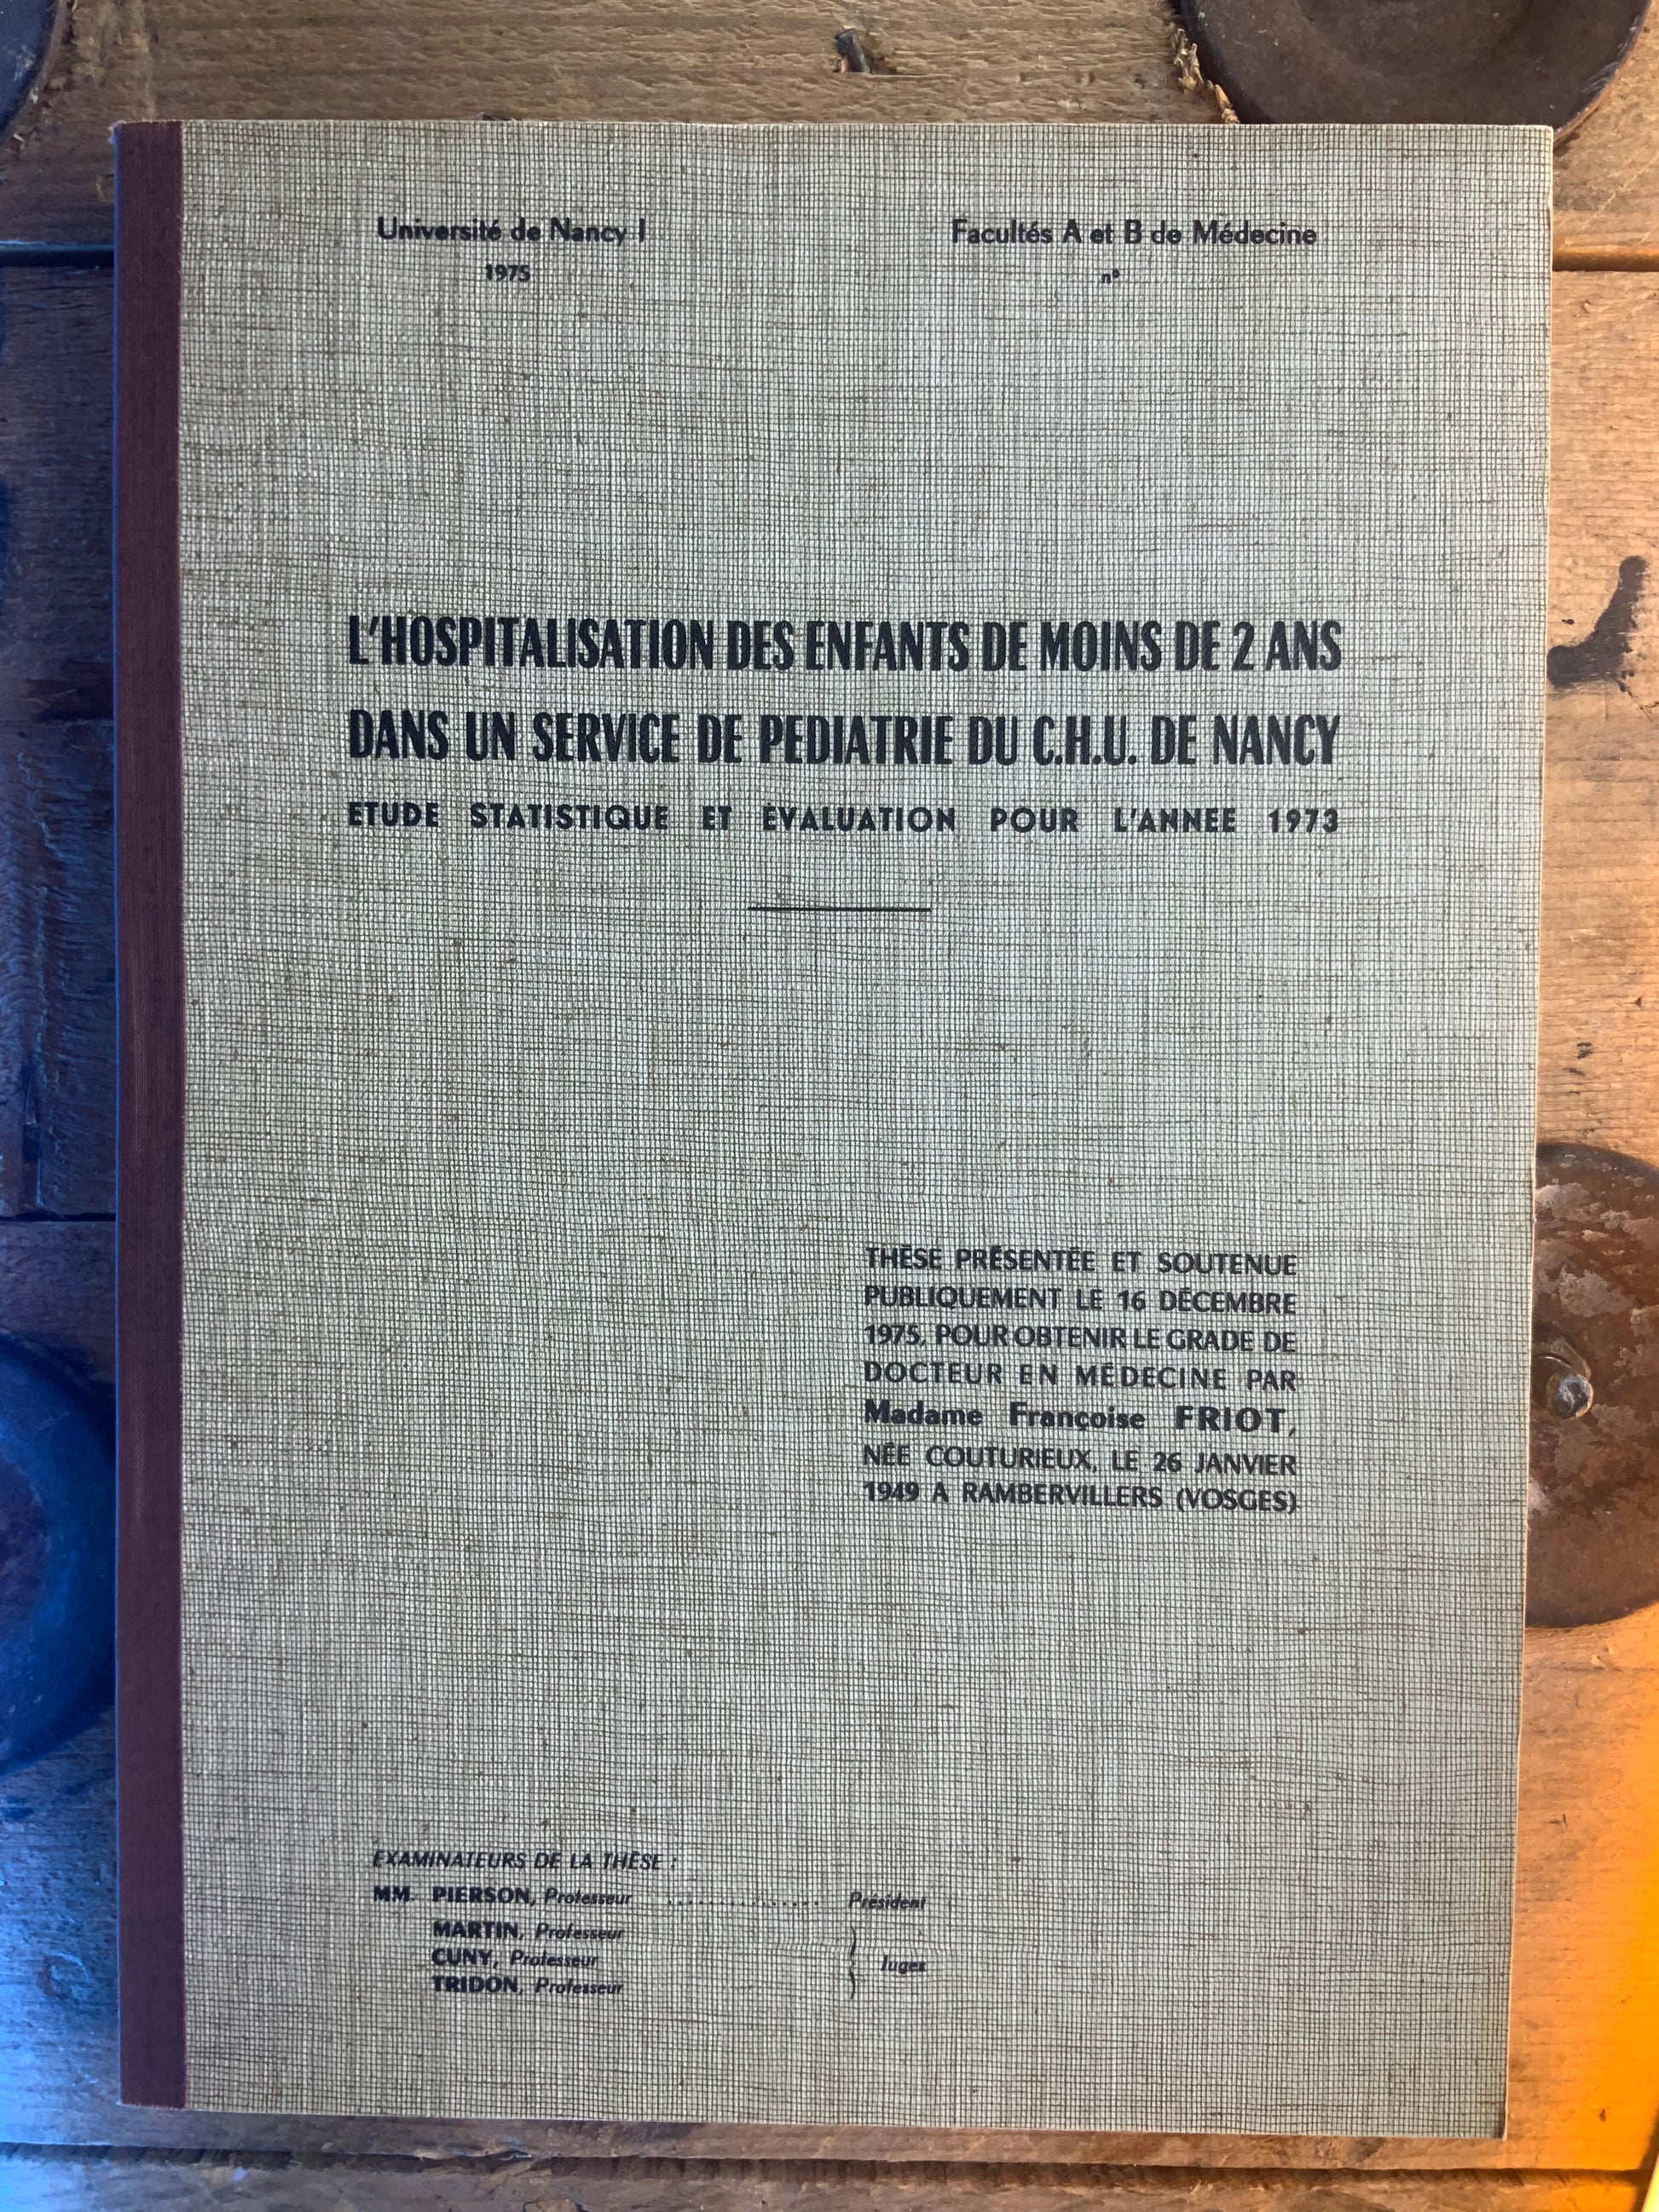 Université de Nancy I
Facultés A et B de Médecine
1975
n°
L'HOSPITALISATION DES ENFANTS DE MOINS DE 2 ANS
DANS UN SERVICE DE PEDIATRIE DU C.H.U. DE NANCY
ETUDE STATISTIQUE ET ÉVALUATION POUR L'ANNEE 1973
THÈSE PRÉSENTÉE ET SOUTENUE
PUBLIQUEMENT LE 16 DÉCEMBRE
1975, POUR OBTENIR LE GRADE DE
DOCTEUR EN MÉDECINE PAR
Madame Françoise FRIOT,
NÉE COUTURIEUX, LE 26 JANVIER
1949 A RAMBERVILLERS (VOSGES)
EXAMINATEURS DE LA THÈSE :
MM. PIERSON, Professeur .................. Président
MARTIN, Professeur
CUNY, Professeur
Juges
TRIDON, Professeur